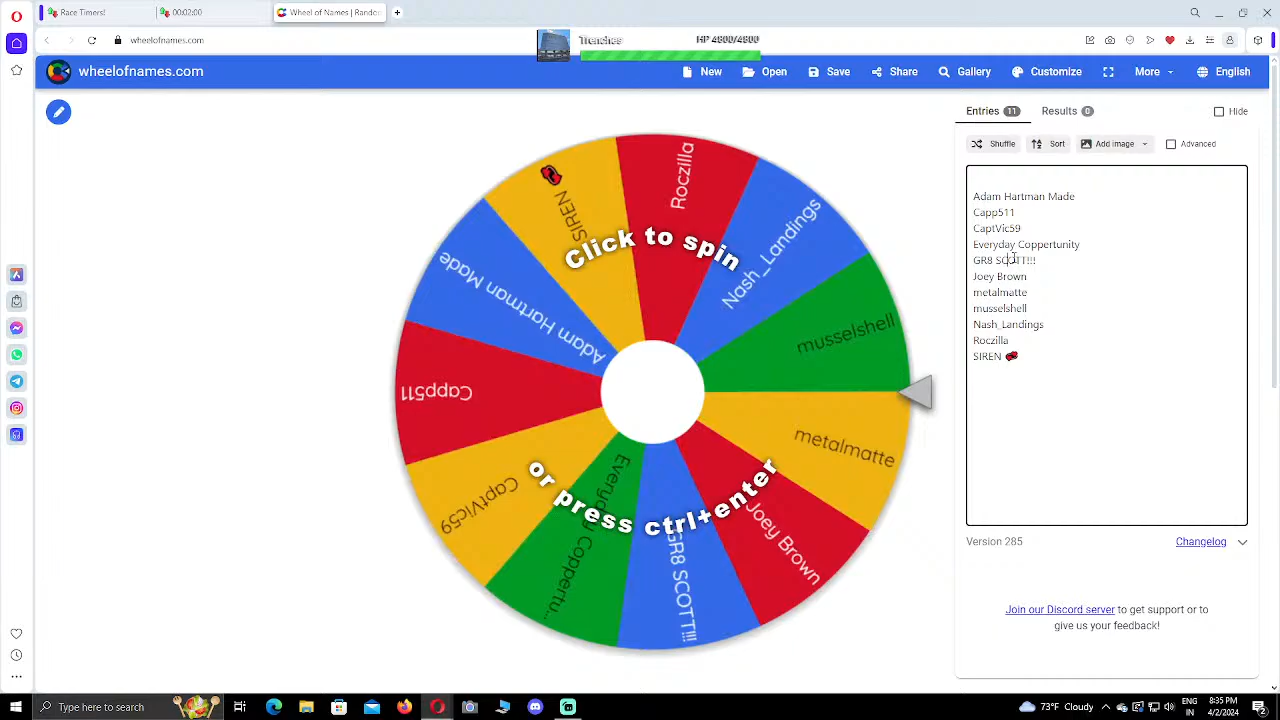 Race Timers!
00:02:00
Wheel of Names | Rando
wheelofnames.com
HP 4600/4600
wheelofnames.com
New
Open
Save
Share
Gallery
Customize
More
English
Entries 11
Results 0
Hide
Shuffle
Sort
Add image
Advanced
Adam Hartman Made
Capp511
CaptVic59
Everyday Coppertunity
GR8 SCOTT!!!
Joey Brown
metalmatte
musselshell
Nash_Landings
Roczilla
SIREN
Roczilla
Nash_Landings
musselshell
metalmatte
Joey Brown
GR8 SCOTT!!!
Everyday Coppertu...
CaptVic59
Capp511
Adam Hartman Made
SIREN
Click to spin
or press ctrl+enter
Version 285
Changelog
Join our Discord server to get support or to
give us your feedback!
Type here to search
73°F Cloudy
ENG
IN
8:35 PM
4/2/2024